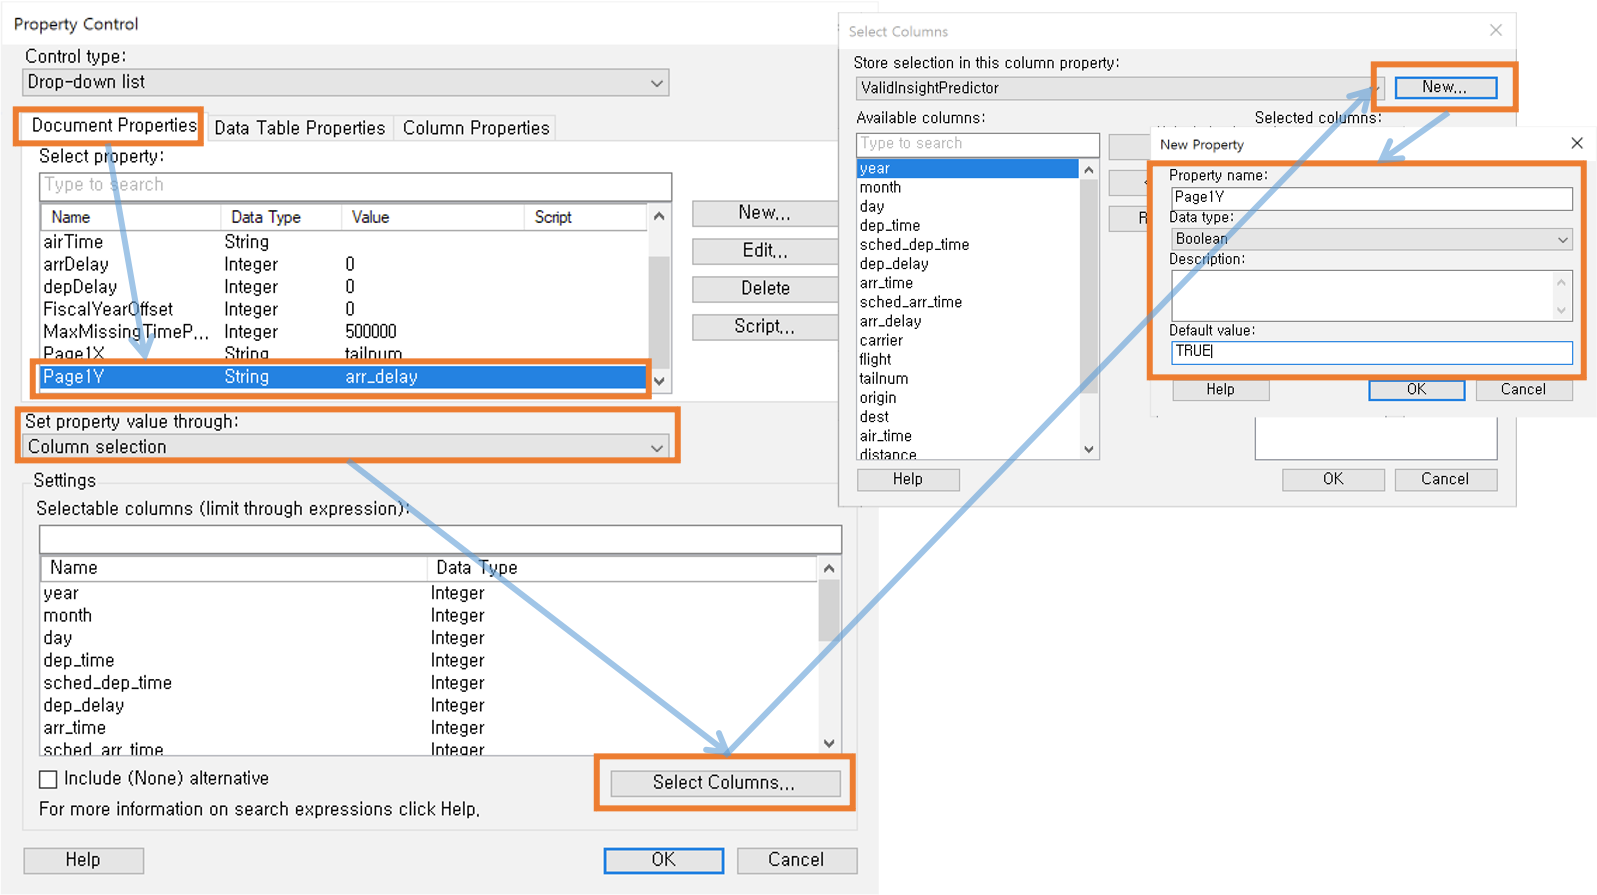 Property Control
Control type:
Drop-down list
Document Properties
Data Table Properties
Column Properties
Select property:
Type to search
Name Data Type Value Script
airTime String
arrDelay Integer 0
depDelay Integer 0
FiscalYearOffset Integer 0
MaxMissingTimeP... Integer 500000
Page1X String tailnum
Page1Y String arr_delay
New...
Edit...
Delete
Script...
Set property value through:
Column selection
Settings
Selectable columns (limit through expression):
Name Data Type
year Integer
month Integer
day Integer
dep_time Integer
sched_dep_time Integer
dep_delay Integer
arr_time Integer
sched_arr_time Integer
Include (None) alternative
Select Columns...
For more information on search expressions click Help.
Help
OK
Cancel
Select Columns
Store selection in this column property:
ValidInsightPredictor
New...
Available columns:
Selected columns:
Type to search
year
month
day
dep_time
sched_dep_time
dep_delay
arr_time
sched_arr_time
arr_delay
carrier
flight
tailnum
origin
dest
air_time
distance
Help
OK
Cancel
New Property
Property name:
Page1Y
Data type:
Boolean
Description:
Default value:
TRUE
Help
OK
Cancel